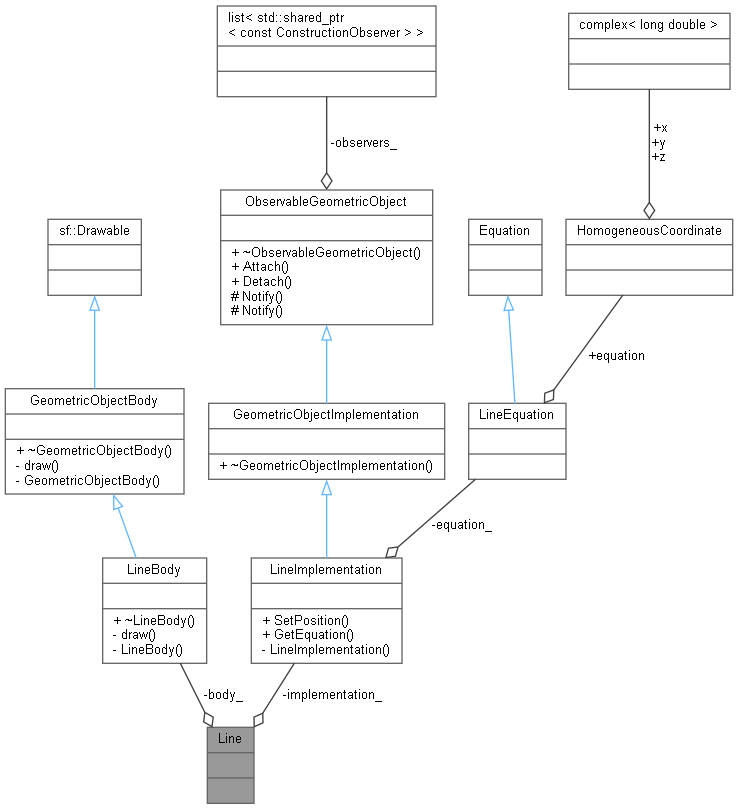 list< std::shared_ptr
< const ConstructionObserver > >
complex< long double >
-observers_
+x
+y
+z
ObservableGeometricObject
+ ~ObservableGeometricObject()
+ Attach()
+ Detach()
# Notify()
# Notify()
sf::Drawable
Equation
HomogeneousCoordinate
+equation
GeometricObjectBody
+ ~GeometricObjectBody()
- draw()
- GeometricObjectBody()
GeometricObjectImplementation
+ ~GeometricObjectImplementation()
LineEquation
-equation_
LineBody
+ ~LineBody()
- draw()
- LineBody()
LineImplementation
+ SetPosition()
+ GetEquation()
- LineImplementation()
-body_
-implementation_
Line